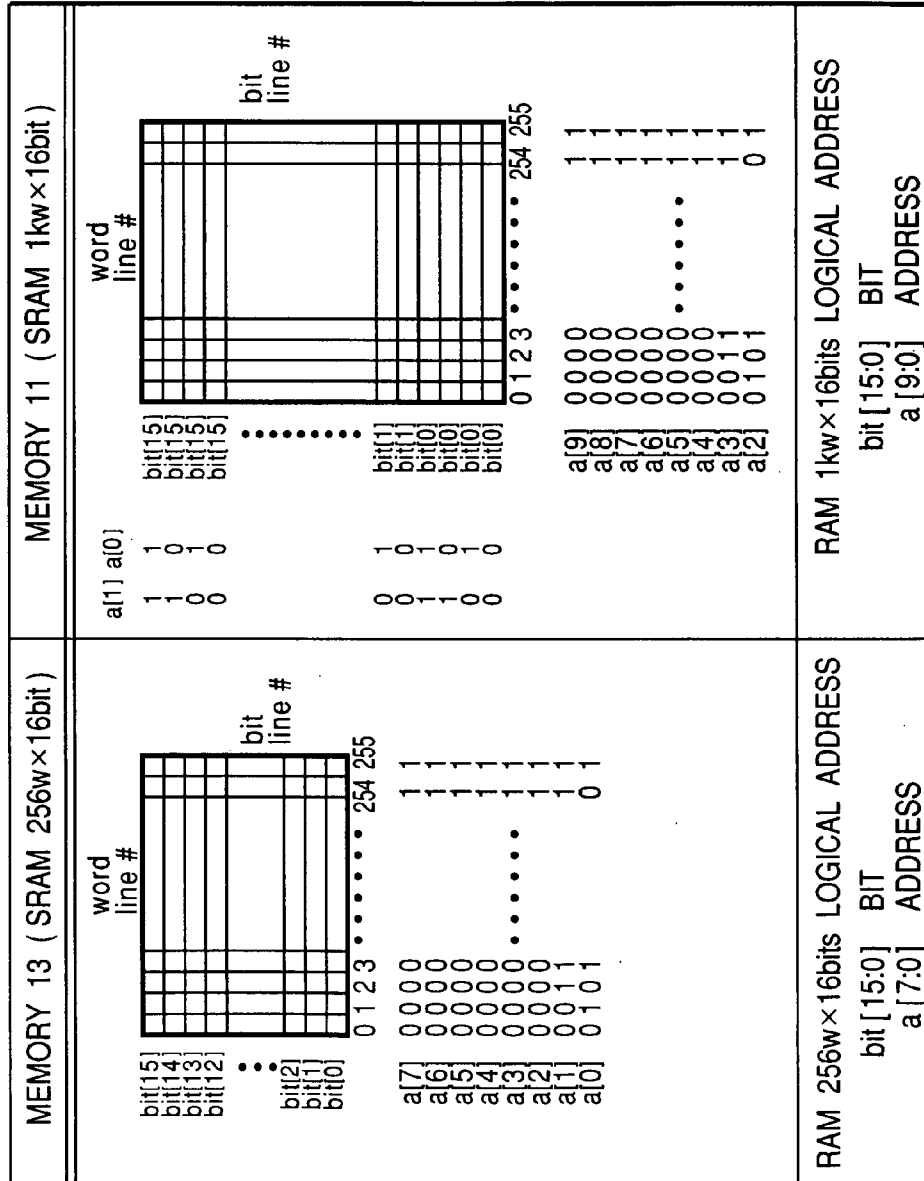 MEMORY 13 ( SRAM 256w×16bit )
word
line #
bit[15]
bit[14]
bit[13]
bit[12]
bit[2]
bit[1]
bit[0]
bit
line #
0 1 2 3 254 255
a[7] 0 0 0 0 1 1
a[6] 0 0 0 0 1 1
a[5] 0 0 0 0 1 1
a[4] 0 0 0 0 1 1
a[3] 0 0 0 0 1 1
a[2] 0 0 0 0 1 1
a[1] 0 0 1 1 1 1
a[0] 0 1 0 1 0 1
RAM 256w×16bits LOGICAL ADDRESS
bit [15:0] BIT
a [7:0] ADDRESS
MEMORY 11 ( SRAM 1kw×16bit )
word
line #
a[1] a[0]
1 1 bit[15]
1 0 bit[15]
0 1 bit[15]
0 0 bit[15]
0 1 bit[1]
0 0 bit[1]
1 1 bit[0]
1 0 bit[0]
0 1 bit[0]
0 0 bit[0]
bit
line #
0 1 2 3 254 255
a[9] 0 0 0 0 1 1
a[8] 0 0 0 0 1 1
a[7] 0 0 0 0 1 1
a[6] 0 0 0 0 1 1
a[5] 0 0 0 0 1 1
a[4] 0 0 0 0 1 1
a[3] 0 0 1 1 1 1
a[2] 0 1 0 1 0 1
RAM 1kw×16bits LOGICAL ADDRESS
bit [15:0] BIT
a [9:0] ADDRESS